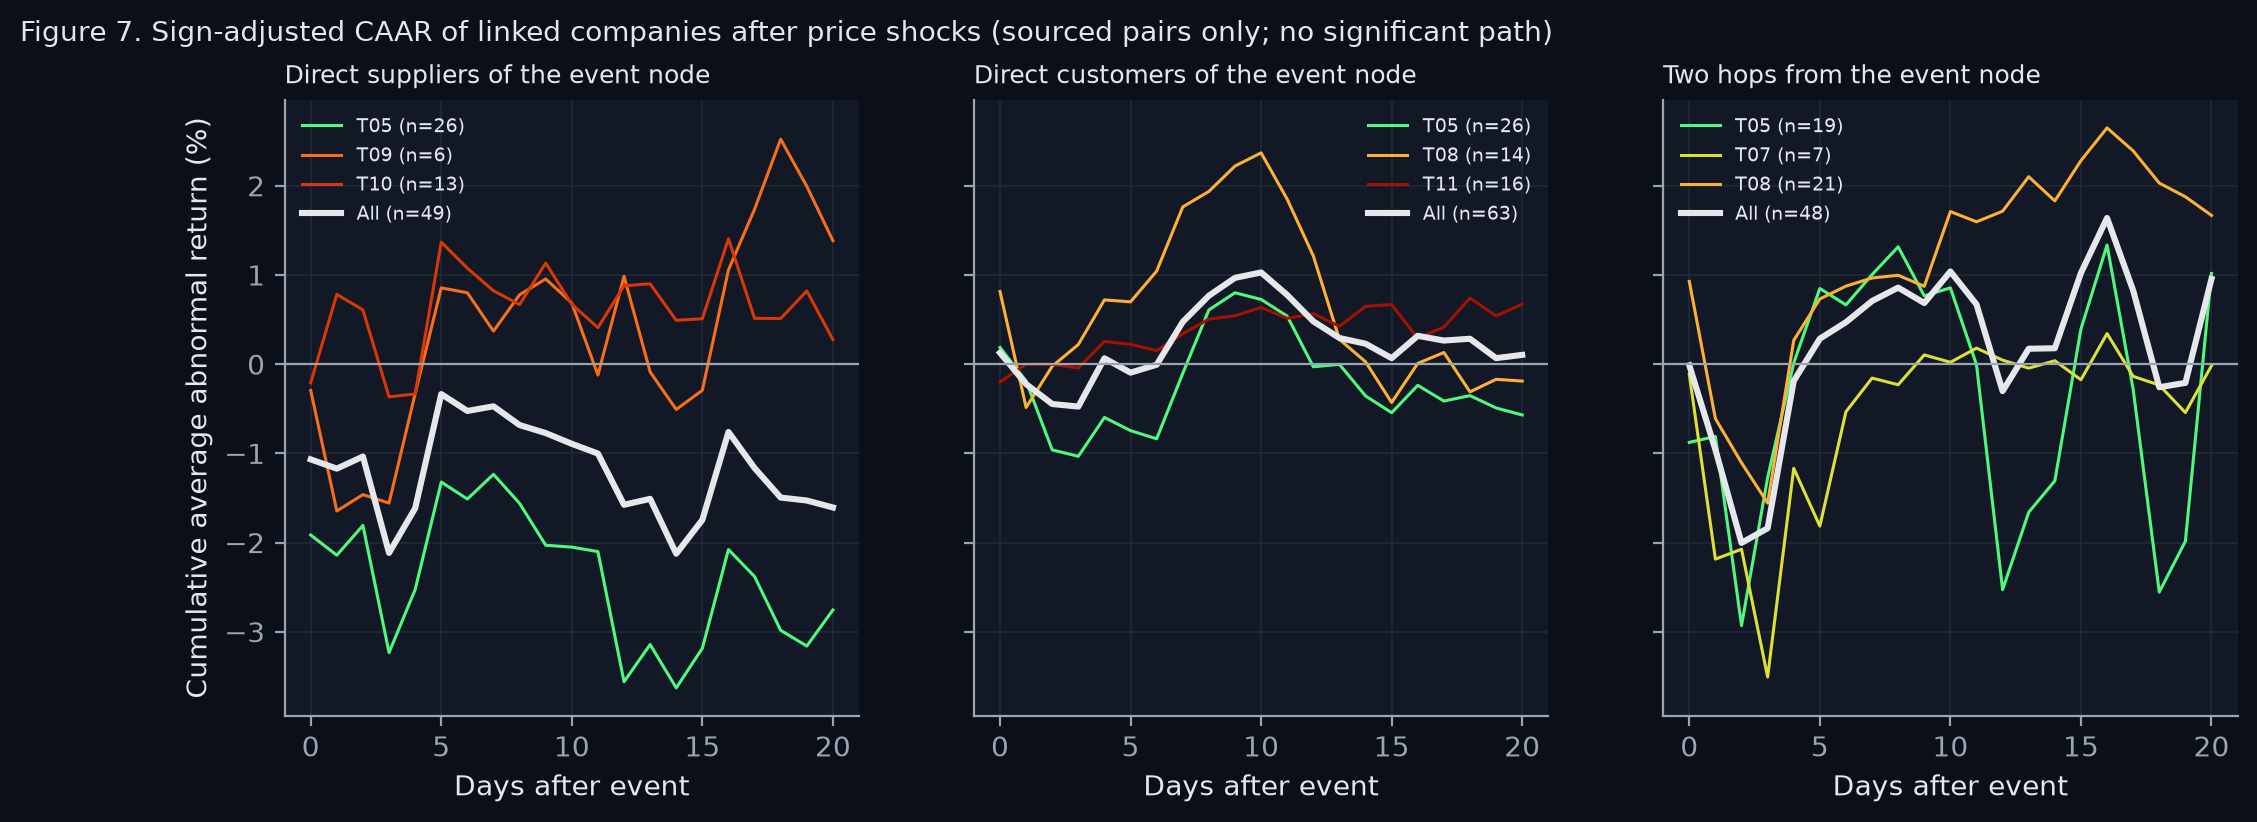 Figure 7. Sign-adjusted CAAR of linked companies after price shocks (sourced pairs only; no significant path)
Direct suppliers of the event node
Cumulative average abnormal return (%)
T05 (n=26)
T09 (n=6)
T10 (n=13)
All (n=49)
2
1
0
−1
−2
−3
0 5 10 15 20
Days after event
Direct customers of the event node
T05 (n=26)
T08 (n=14)
T11 (n=16)
All (n=63)
0 5 10 15 20
Days after event
Two hops from the event node
T05 (n=19)
T07 (n=7)
T08 (n=21)
All (n=48)
0 5 10 15 20
Days after event